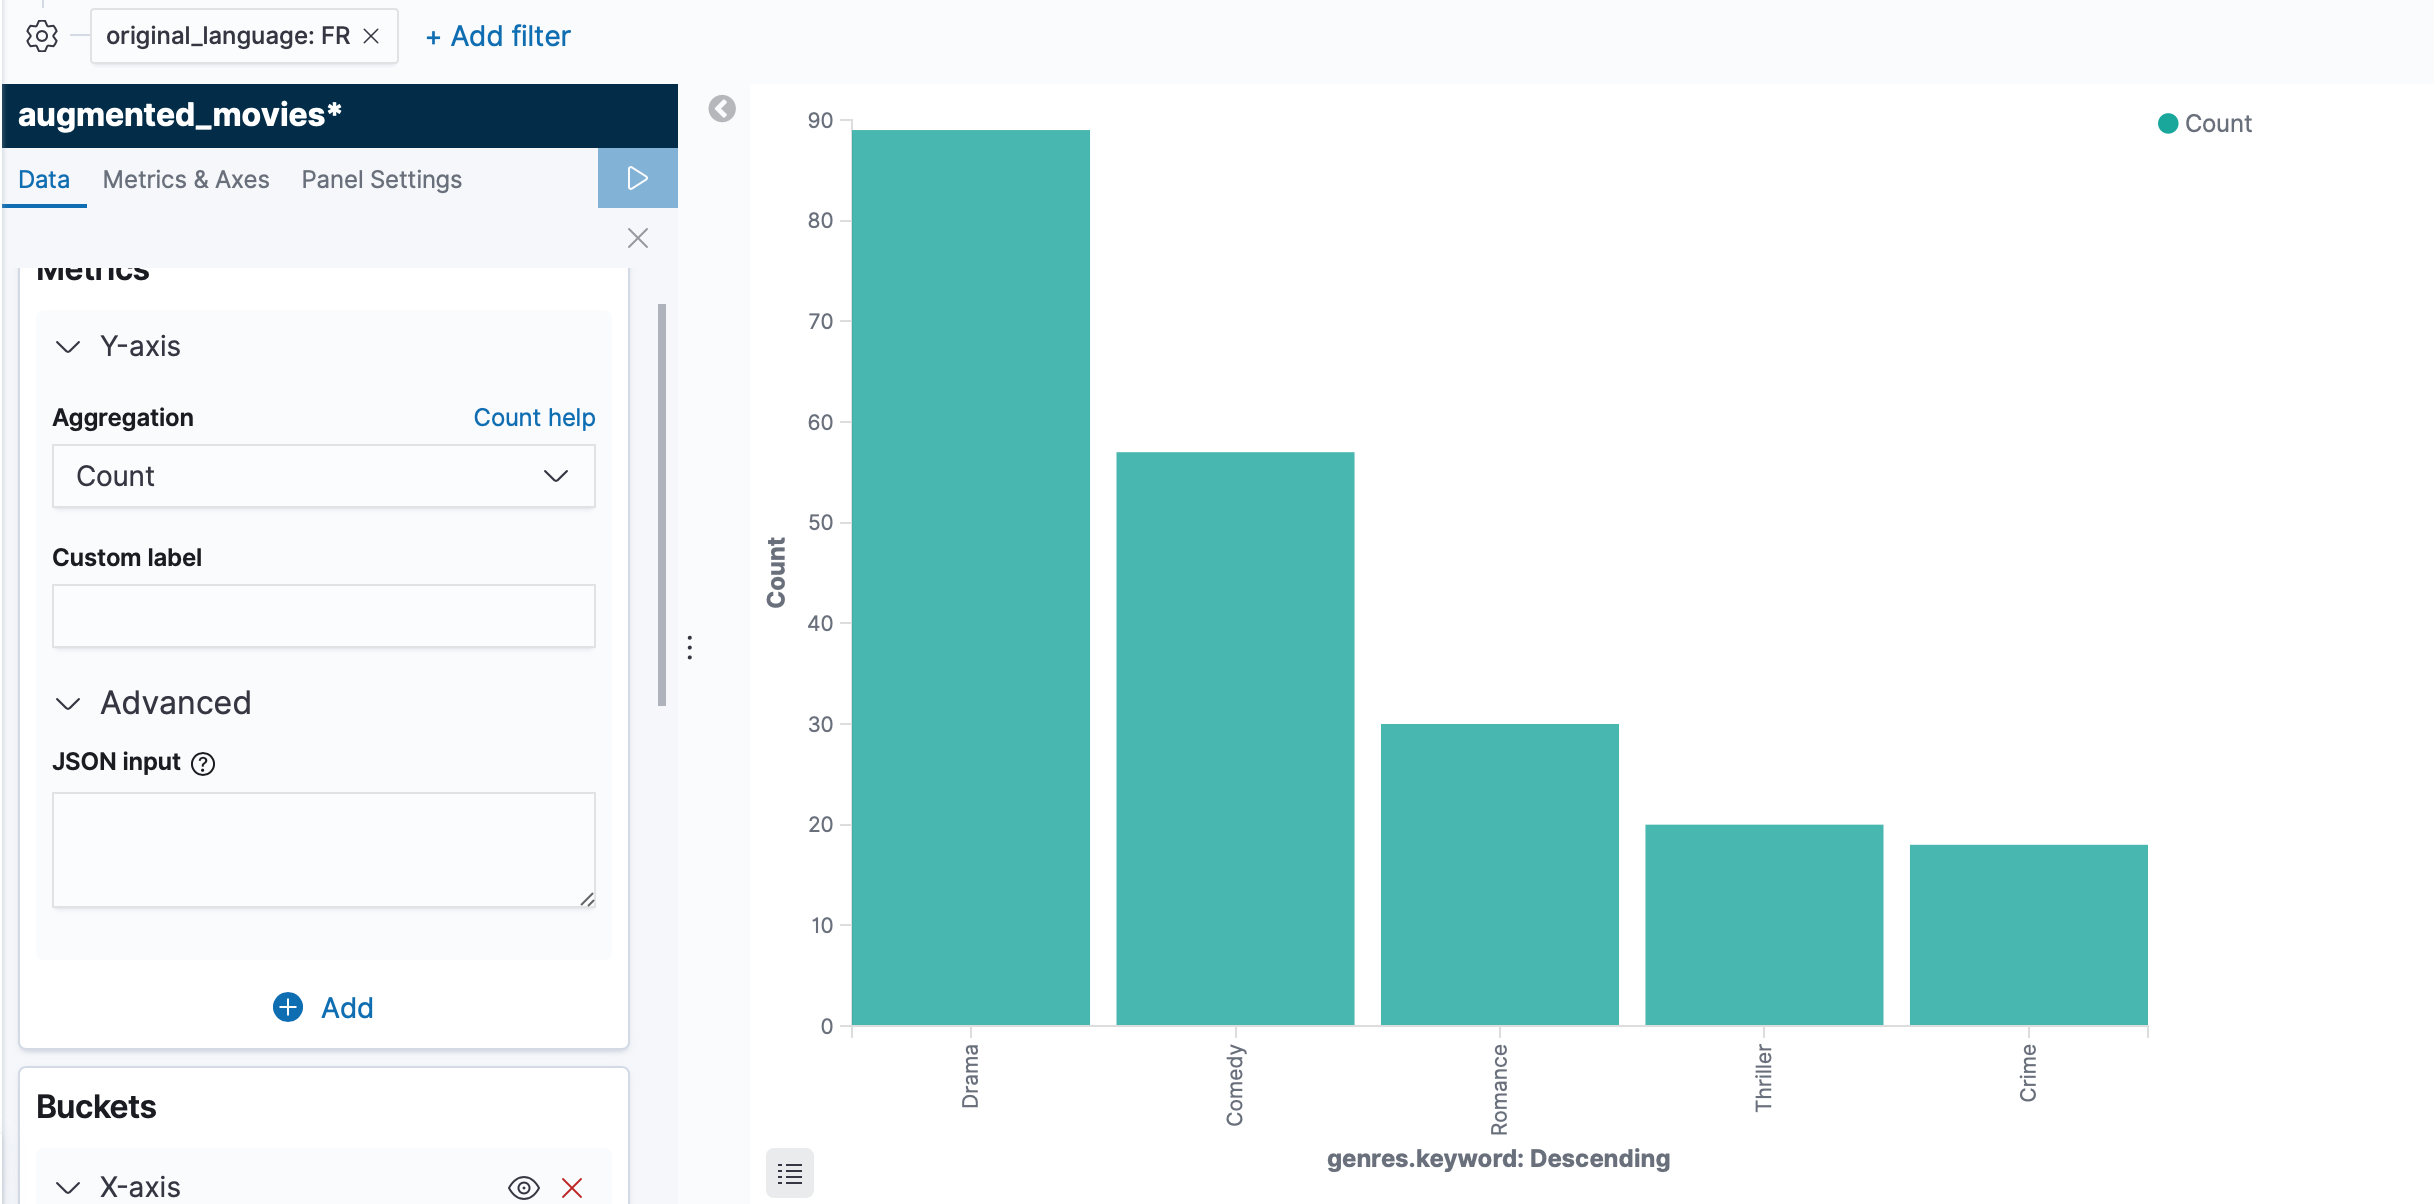 original_language: FR
+ Add filter
augmented_movies*
Data
Metrics & Axes
Panel Settings
Metrics
Y-axis
Aggregation
Count help
Count
Custom label
Advanced
JSON input
Add
Buckets
X-axis
Count
90
80
70
60
50
40
30
20
10
0
Count
Drama
Comedy
Romance
Thriller
Crime
genres.keyword: Descending